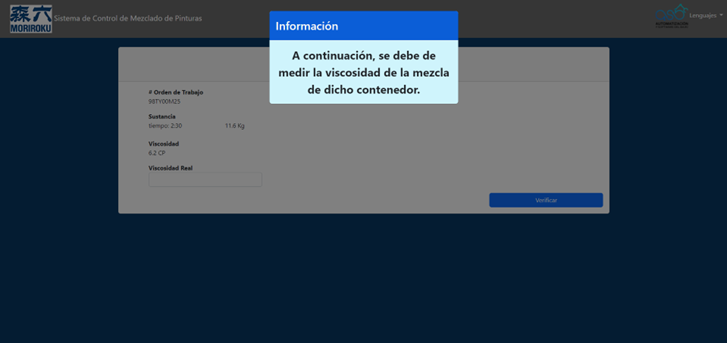 森六
MORIROKU
Sistema de Control de Mezclado de Pinturas
Lenguajes
Información
A continuación, se debe de
medir la viscosidad de la mezcla
de dicho contenedor.
# Orden de Trabajo
98TY00M25
Sustancia
tiempo: 2:30 11.6 Kg
Viscosidad
6.2 CP
Viscosidad Real
Verificar